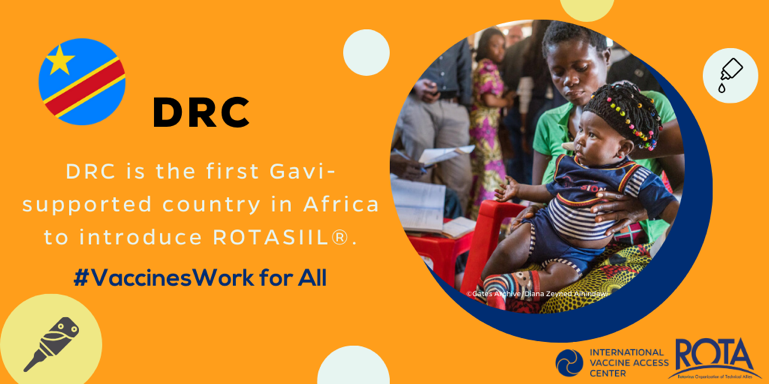 DRC
DRC is the first Gavi-
supported country in Africa
to introduce ROTASIIL®.
#VaccinesWork for All
INTERNATIONAL
VACCINE ACCESS
CENTER
ROTA